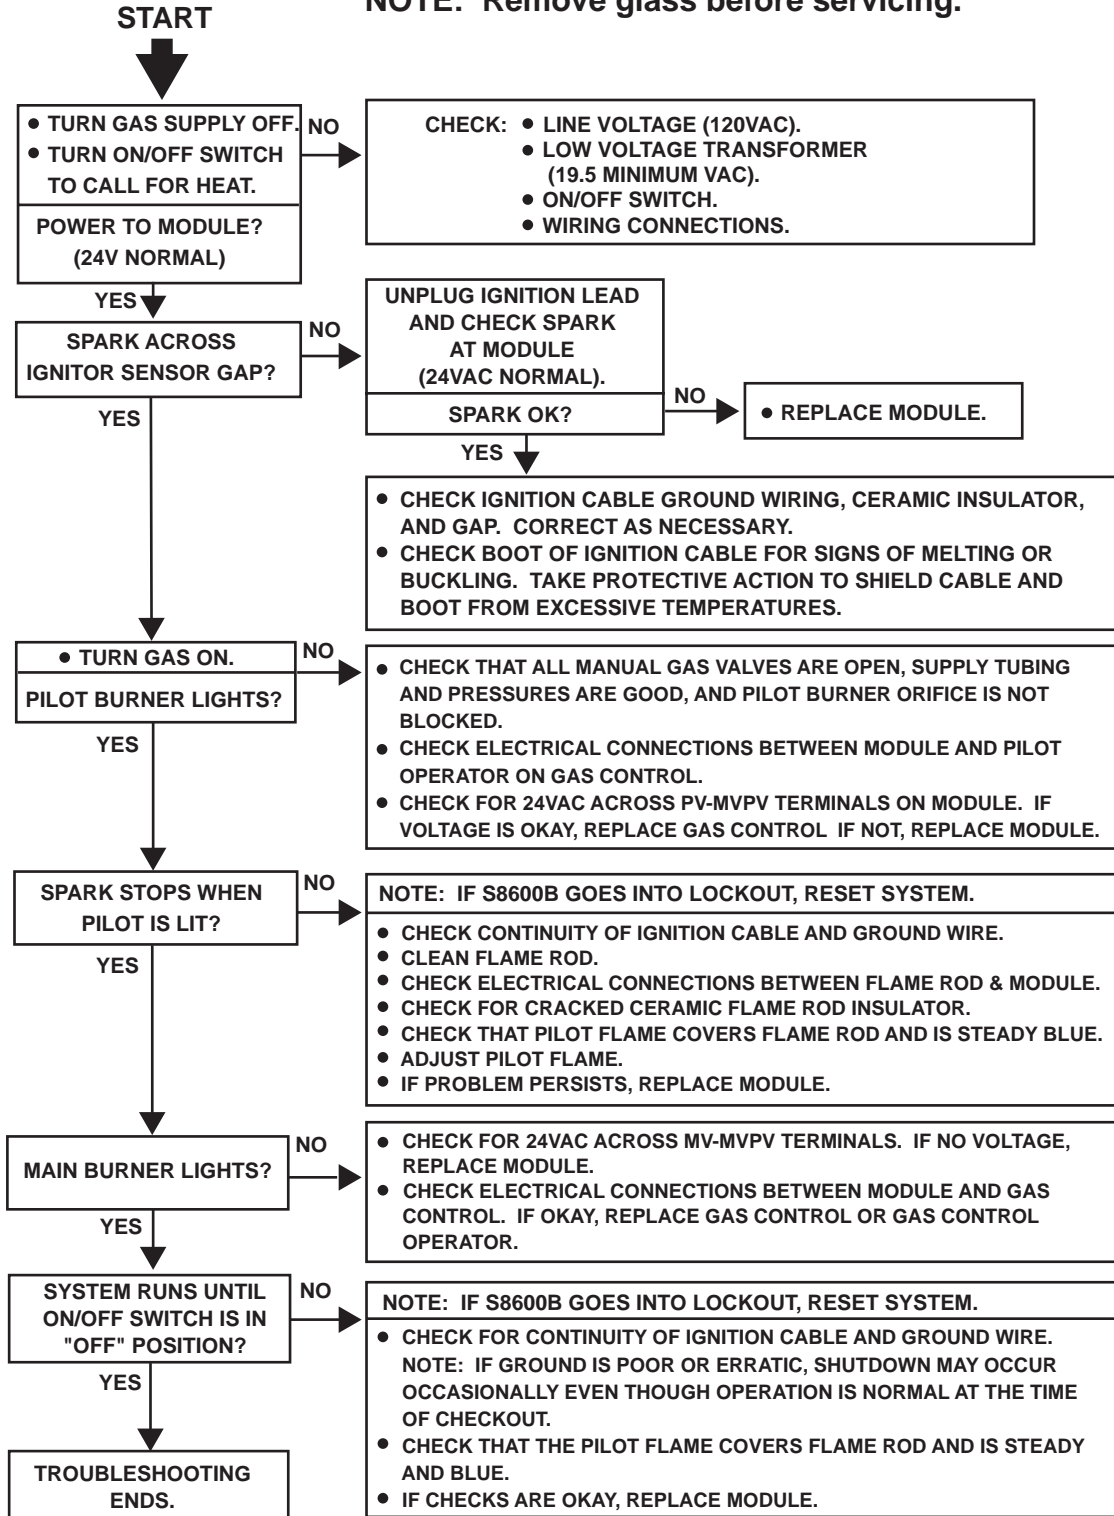 NOTE: Remove glass before servicing.
START
• TURN GAS SUPPLY OFF.
• TURN ON/OFF SWITCH
TO CALL FOR HEAT.
POWER TO MODULE?
(24V NORMAL)
NO
CHECK: • LINE VOLTAGE (120VAC).
• LOW VOLTAGE TRANSFORMER
(19.5 MINIMUM VAC).
• ON/OFF SWITCH.
• WIRING CONNECTIONS.
YES
SPARK ACROSS
IGNITOR SENSOR GAP?
NO
UNPLUG IGNITION LEAD
AND CHECK SPARK
AT MODULE
(24VAC NORMAL).
SPARK OK?
NO
• REPLACE MODULE.
YES
• CHECK IGNITION CABLE GROUND WIRING, CERAMIC INSULATOR,
AND GAP. CORRECT AS NECESSARY.
• CHECK BOOT OF IGNITION CABLE FOR SIGNS OF MELTING OR
BUCKLING. TAKE PROTECTIVE ACTION TO SHIELD CABLE AND
BOOT FROM EXCESSIVE TEMPERATURES.
YES
• TURN GAS ON.
PILOT BURNER LIGHTS?
NO
• CHECK THAT ALL MANUAL GAS VALVES ARE OPEN, SUPPLY TUBING
AND PRESSURES ARE GOOD, AND PILOT BURNER ORIFICE IS NOT
BLOCKED.
• CHECK ELECTRICAL CONNECTIONS BETWEEN MODULE AND PILOT
OPERATOR ON GAS CONTROL.
• CHECK FOR 24VAC ACROSS PV-MVPV TERMINALS ON MODULE. IF
VOLTAGE IS OKAY, REPLACE GAS CONTROL IF NOT, REPLACE MODULE.
YES
SPARK STOPS WHEN
PILOT IS LIT?
NO
NOTE: IF S8600B GOES INTO LOCKOUT, RESET SYSTEM.
• CHECK CONTINUITY OF IGNITION CABLE AND GROUND WIRE.
• CLEAN FLAME ROD.
• CHECK ELECTRICAL CONNECTIONS BETWEEN FLAME ROD & MODULE.
• CHECK FOR CRACKED CERAMIC FLAME ROD INSULATOR.
• CHECK THAT PILOT FLAME COVERS FLAME ROD AND IS STEADY BLUE.
• ADJUST PILOT FLAME.
• IF PROBLEM PERSISTS, REPLACE MODULE.
YES
MAIN BURNER LIGHTS?
NO
• CHECK FOR 24VAC ACROSS MV-MVPV TERMINALS. IF NO VOLTAGE,
REPLACE MODULE.
• CHECK ELECTRICAL CONNECTIONS BETWEEN MODULE AND GAS
CONTROL. IF OKAY, REPLACE GAS CONTROL OR GAS CONTROL
OPERATOR.
YES
SYSTEM RUNS UNTIL
ON/OFF SWITCH IS IN
"OFF" POSITION?
NO
NOTE: IF S8600B GOES INTO LOCKOUT, RESET SYSTEM.
• CHECK FOR CONTINUITY OF IGNITION CABLE AND GROUND WIRE.
NOTE: IF GROUND IS POOR OR ERRATIC, SHUTDOWN MAY OCCUR
OCCASIONALLY EVEN THOUGH OPERATION IS NORMAL AT THE TIME
OF CHECKOUT.
• CHECK THAT THE PILOT FLAME COVERS FLAME ROD AND IS STEADY
AND BLUE.
• IF CHECKS ARE OKAY, REPLACE MODULE.
YES
TROUBLESHOOTING
ENDS.